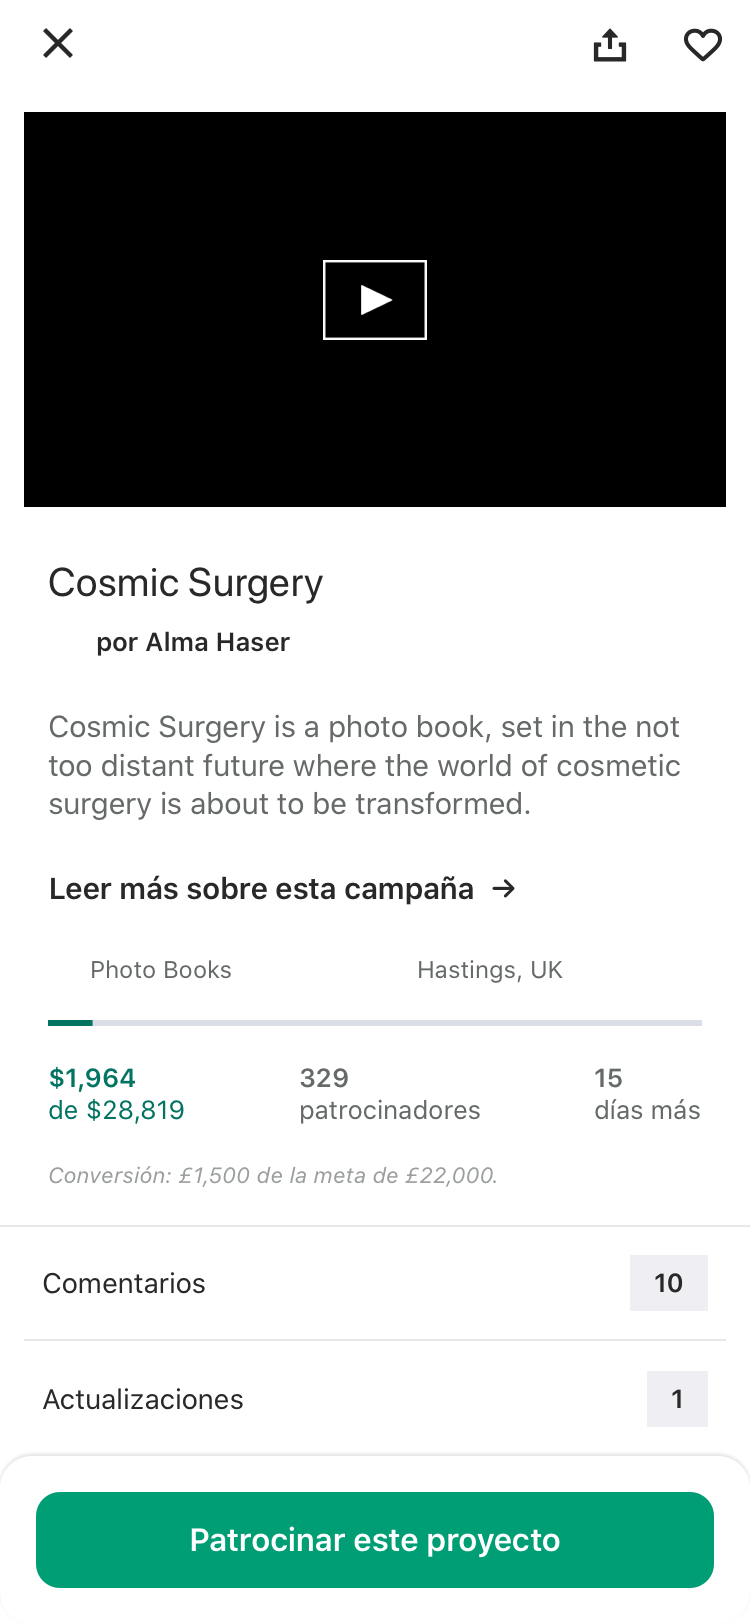 Cosmic Surgery
por Alma Haser
Cosmic Surgery is a photo book, set in the not
too distant future where the world of cosmetic
surgery is about to be transformed.
Leer más sobre esta campaña →
Photo Books
Hastings, UK
$1,964
de $28,819
329
patrocinadores
15
días más
Conversión: £1,500 de la meta de £22,000.
Comentarios
10
Actualizaciones
1
Patrocinar este proyecto